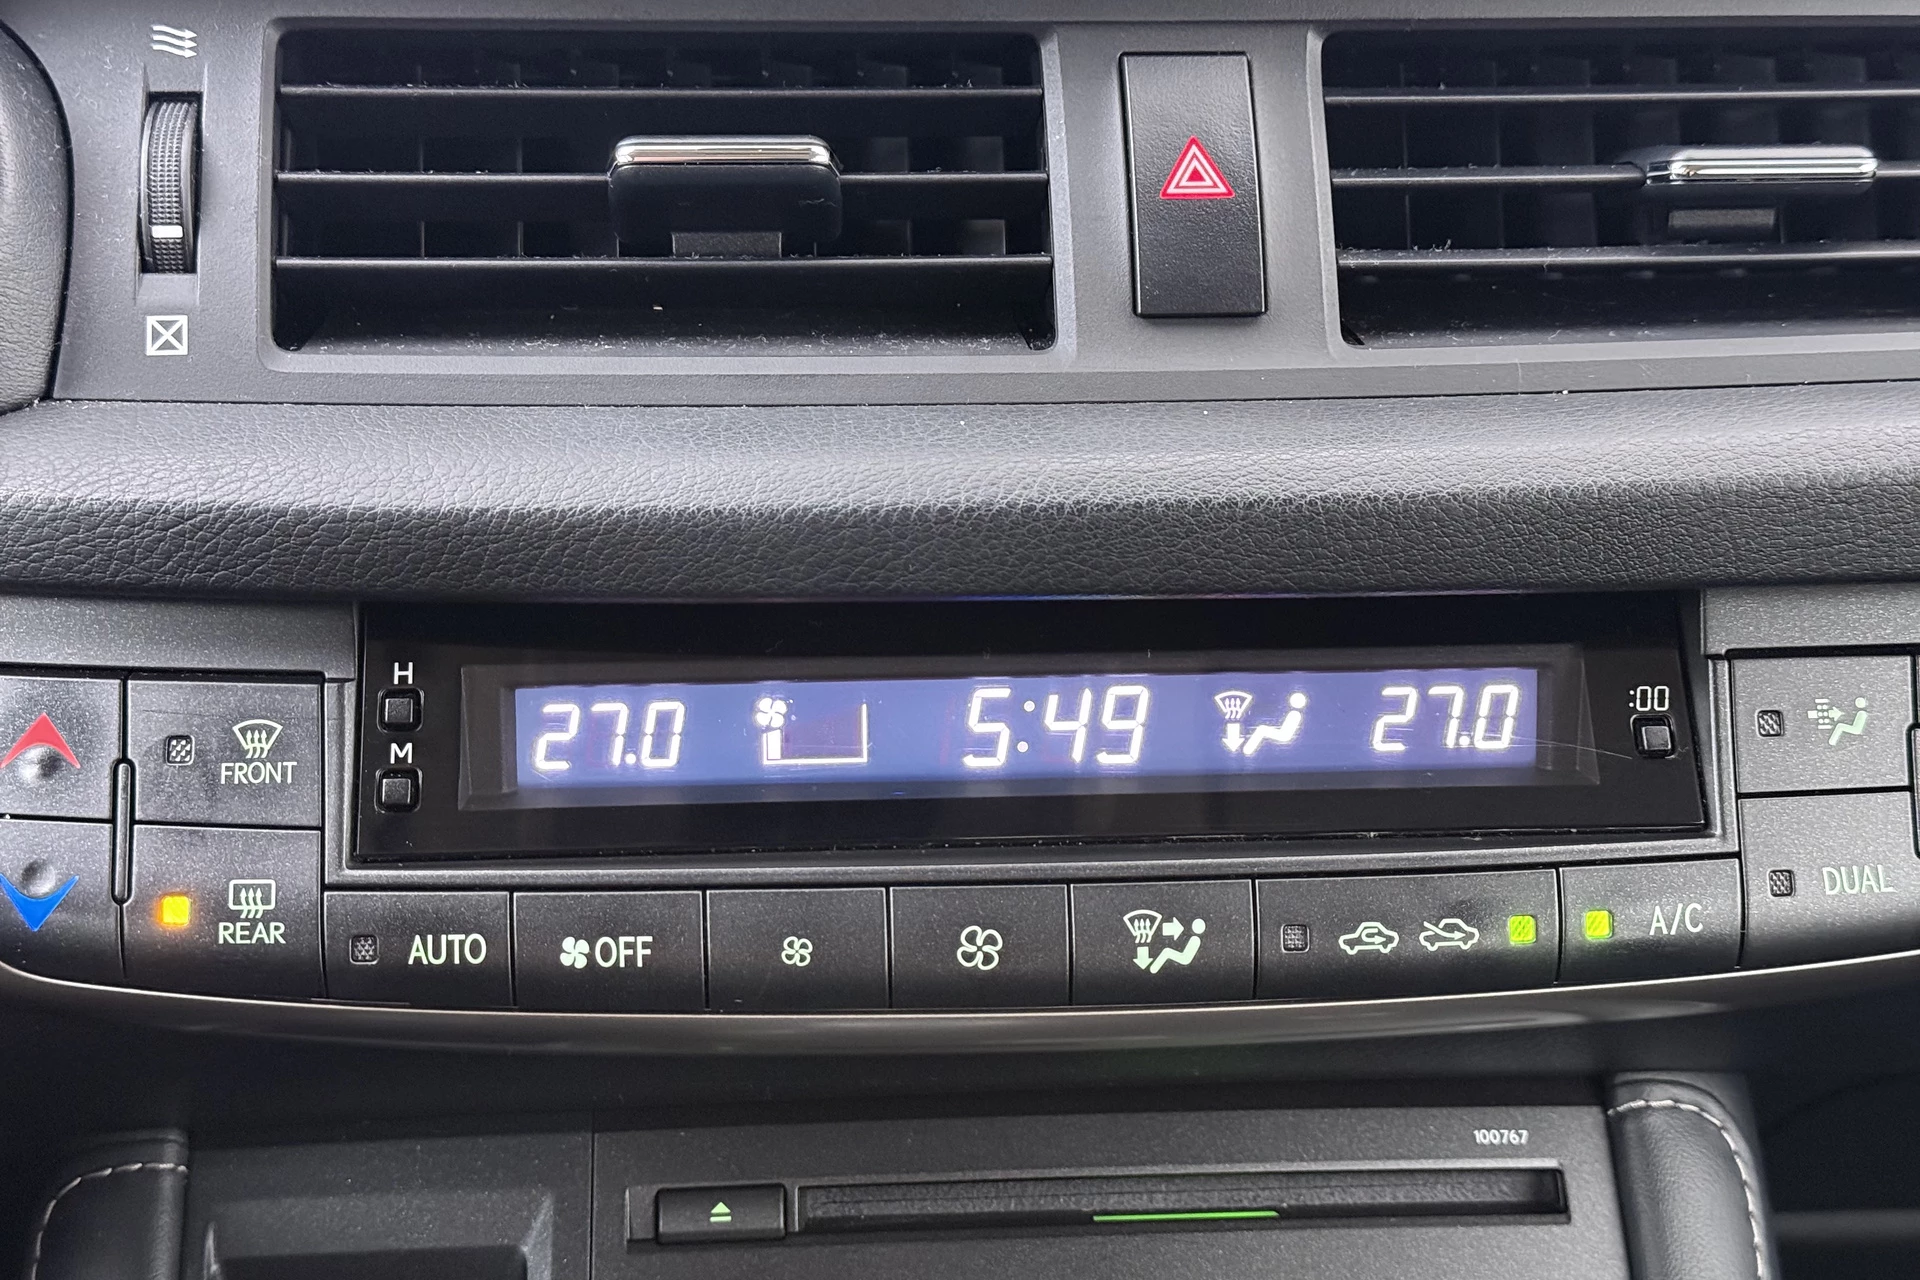 H
M
27.0 5:49 27.0
:00
FRONT
REAR
AUTO
OFF
A/C
DUAL
100767